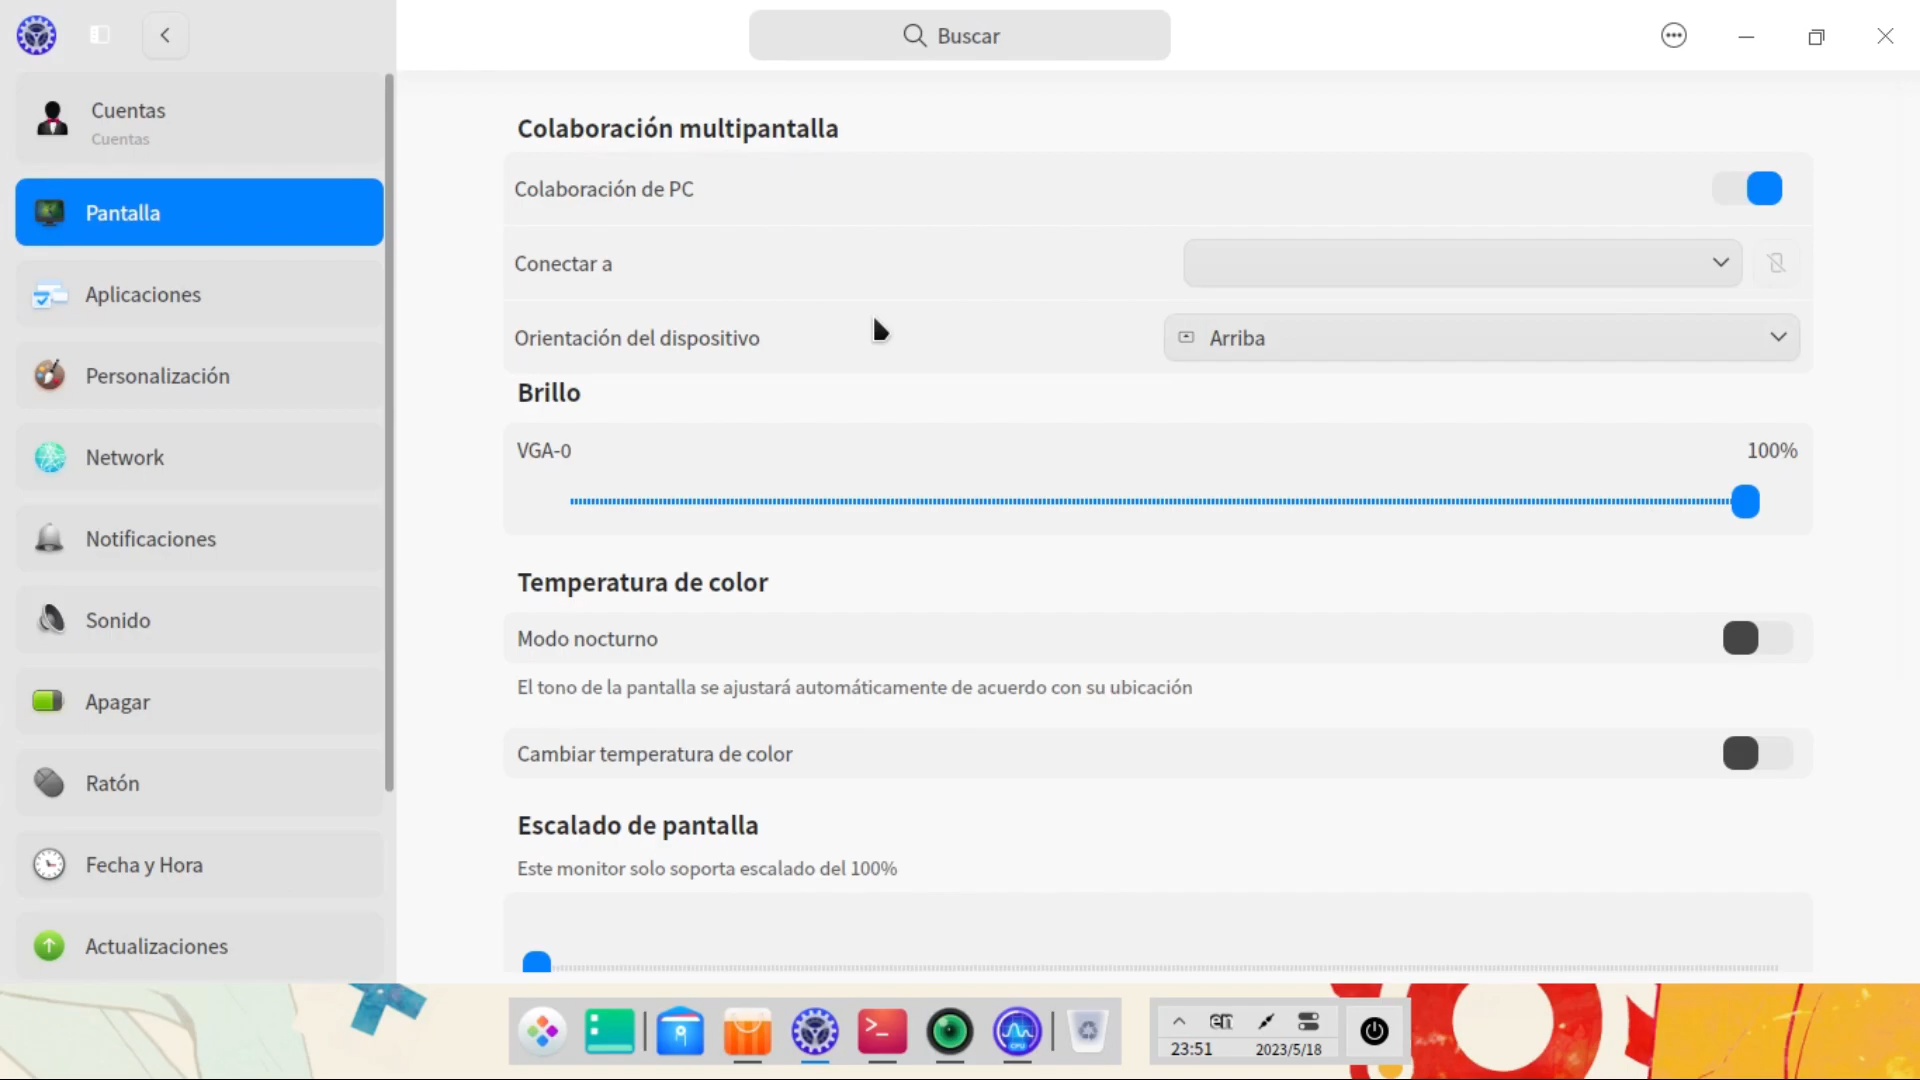 Buscar
Cuentas
Cuentas
Pantalla
Aplicaciones
Personalización
Network
Notificaciones
Sonido
Apagar
Ratón
Fecha y Hora
Actualizaciones
Colaboración multipantalla
Colaboración de PC
Conectar a
Orientación del dispositivo
Arriba
Brillo
VGA-0
100%
Temperatura de color
Modo nocturno
El tono de la pantalla se ajustará automáticamente de acuerdo con su ubicación
Cambiar temperatura de color
Escalado de pantalla
Este monitor solo soporta escalado del 100%
CPU
en
23:51
2023/5/18